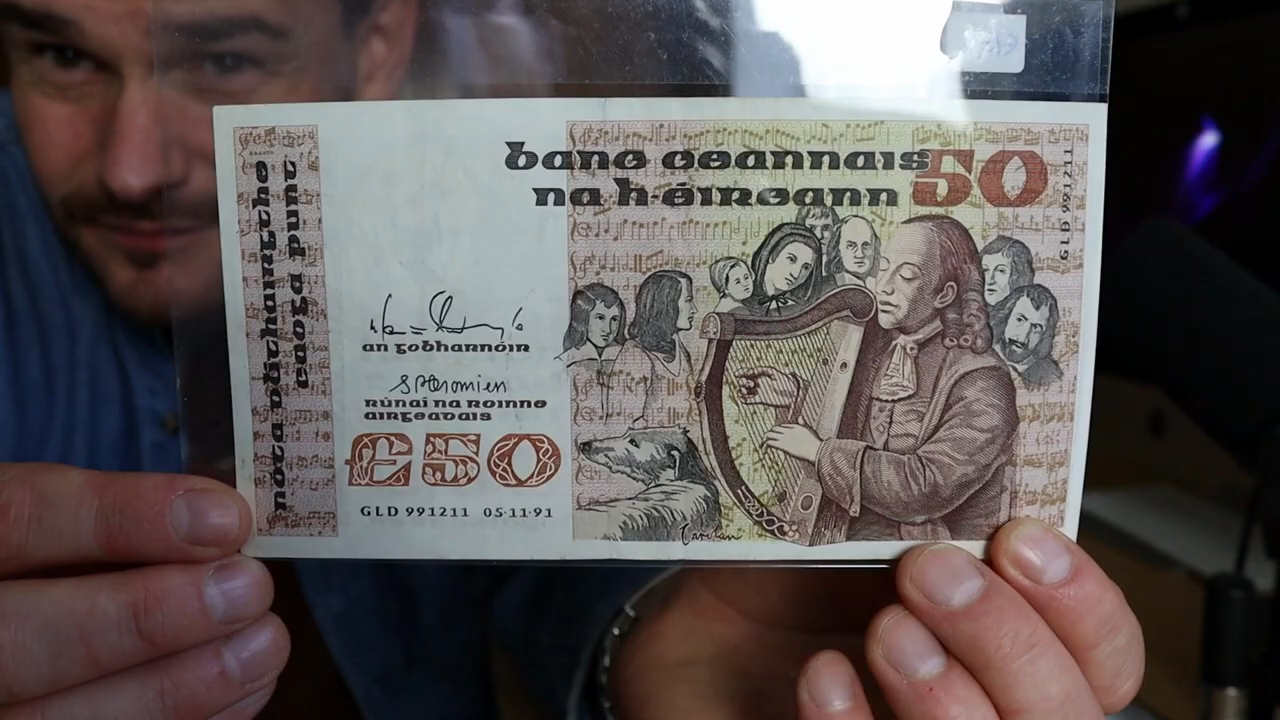 banc ceannais
na h-éireann
50
GLD 991211
nóta dlíthairgthe
caoga punt
an gobharnóir
rúnaí na roinne
airgeadais
£50
GLD 991211 05·11·91
Carolan